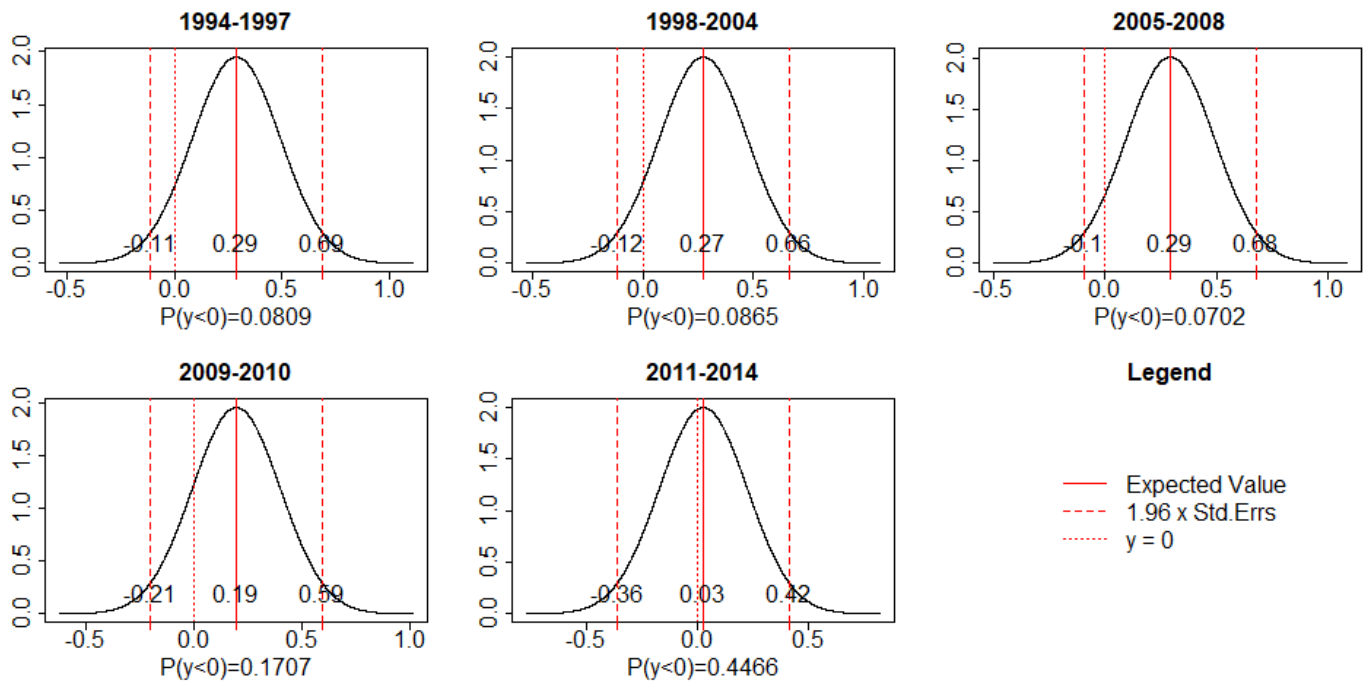 1994-1997
2.0
1.5
1.0
0.5
0.0
-0.11 0.29 0.69
-0.5 0.0 0.5 1.0
P(y<0)=0.0809
1998-2004
2.0
1.5
1.0
0.5
0.0
-0.12 0.27 0.66
-0.5 0.0 0.5 1.0
P(y<0)=0.0865
2005-2008
2.0
1.5
1.0
0.5
0.0
-0.1 0.29 0.68
-0.5 0.0 0.5 1.0
P(y<0)=0.0702
2009-2010
2.0
1.5
1.0
0.5
0.0
-0.21 0.19 0.59
-0.5 0.0 0.5 1.0
P(y<0)=0.1707
2011-2014
2.0
1.5
1.0
0.5
0.0
-0.36 0.03 0.42
-0.5 0.0 0.5
P(y<0)=0.4466
Legend
Expected Value
1.96 x Std.Errs
y = 0